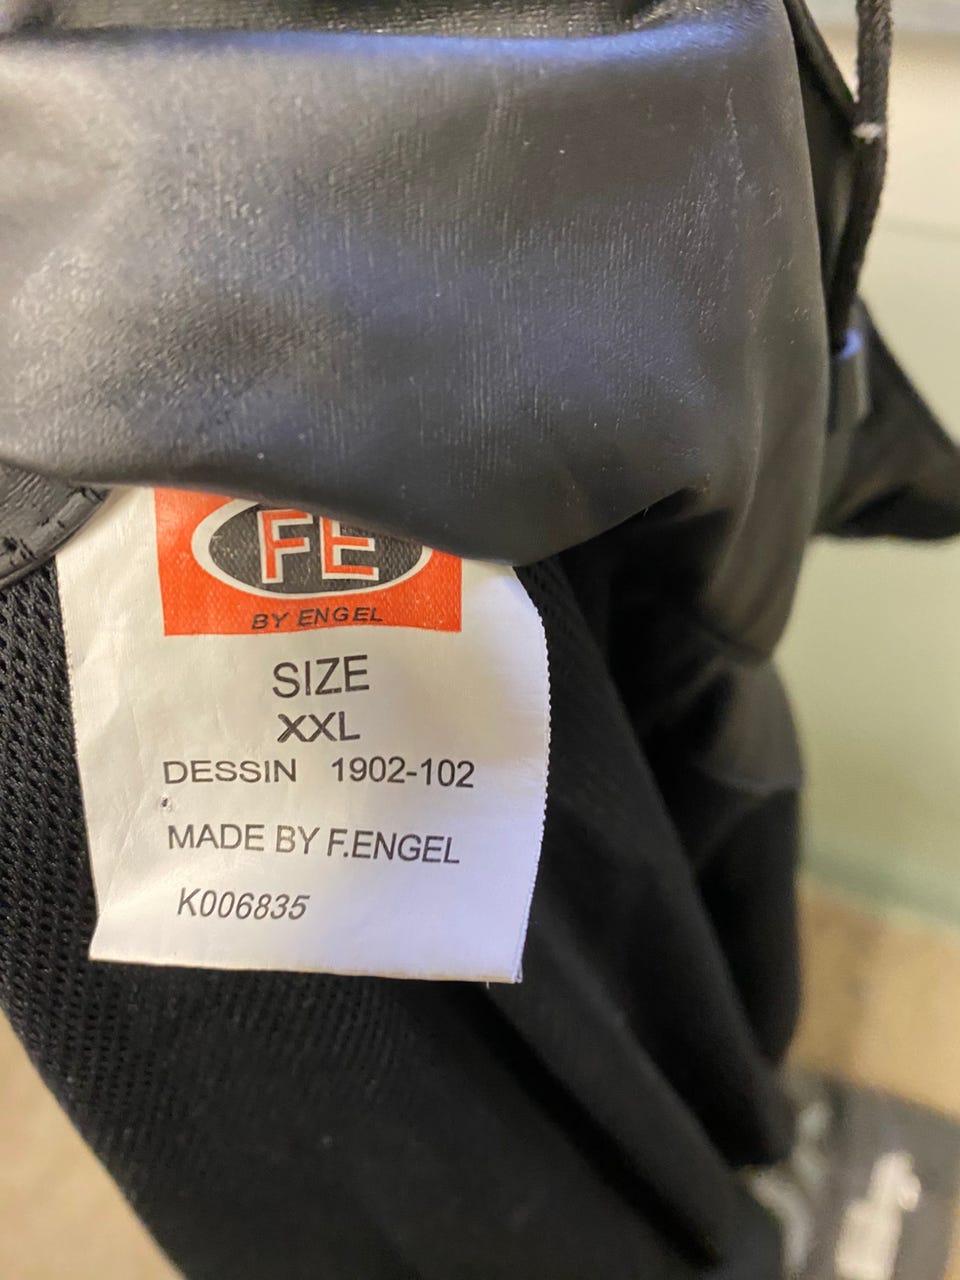 FE
BY ENGEL
SIZE
XXL
DESSIN 1902-102
MADE BY F.ENGEL
K006835